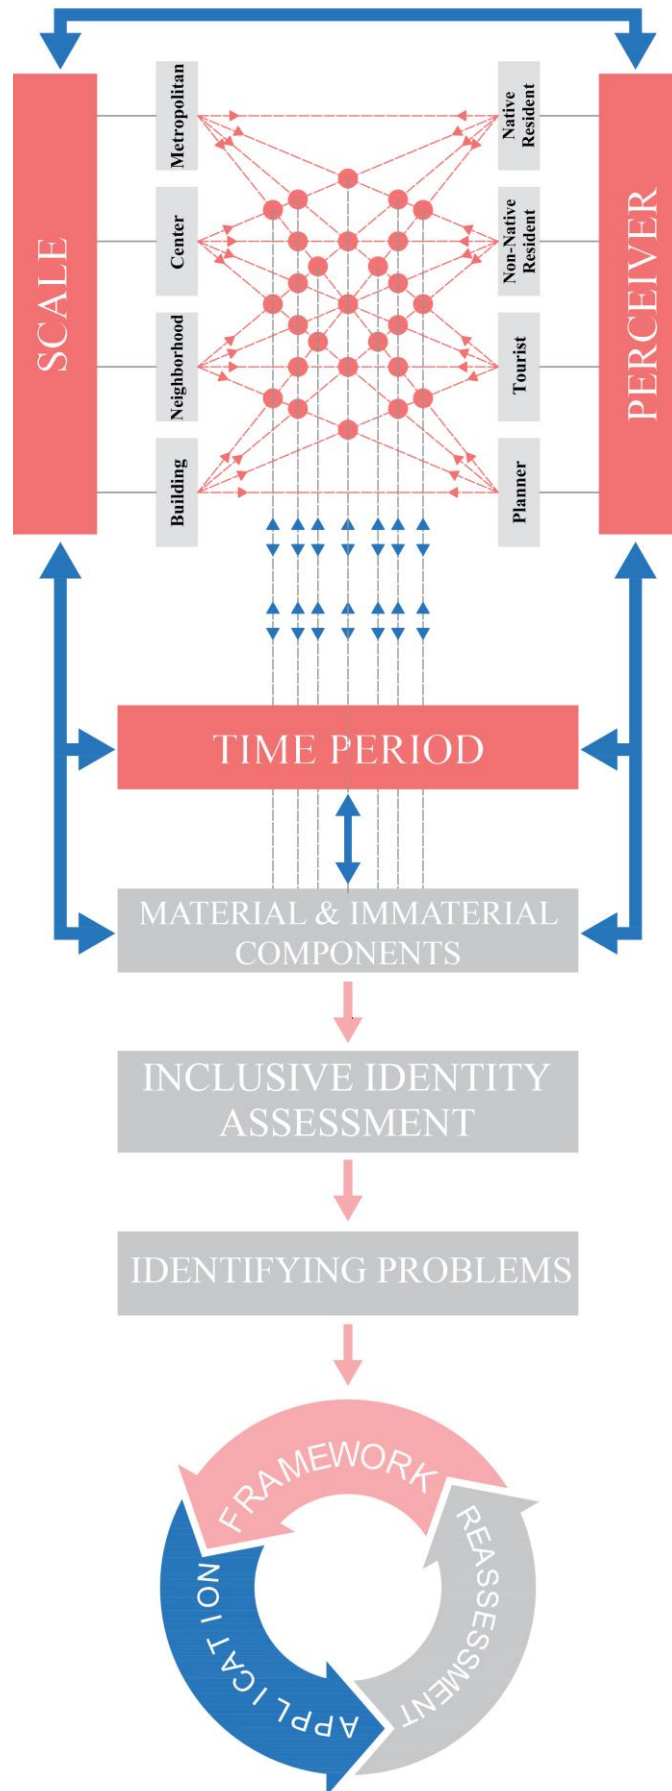 SCALE
Metropolitan
Center
Neighborhood
Building
Native
Resident
Non-Native
Resident
Tourist
Planner
PERCEIVER
TIME PERIOD
MATERIAL & IMMATERIAL
COMPONENTS
INCLUSIVE IDENTITY
ASSESSMENT
IDENTIFYING PROBLEMS
FRAMEWORK
APPLICATION
REASSESSMENT